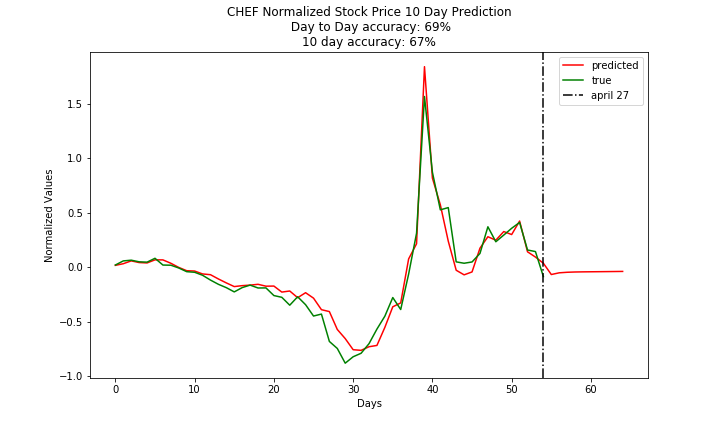 CHEF Normalized Stock Price 10 Day Prediction
Day to Day accuracy: 69%
10 day accuracy: 67%
predicted
true
april 27
Normalized Values
1.5
1.0
0.5
0.0
−0.5
−1.0
0 10 20 30 40 50 60
Days